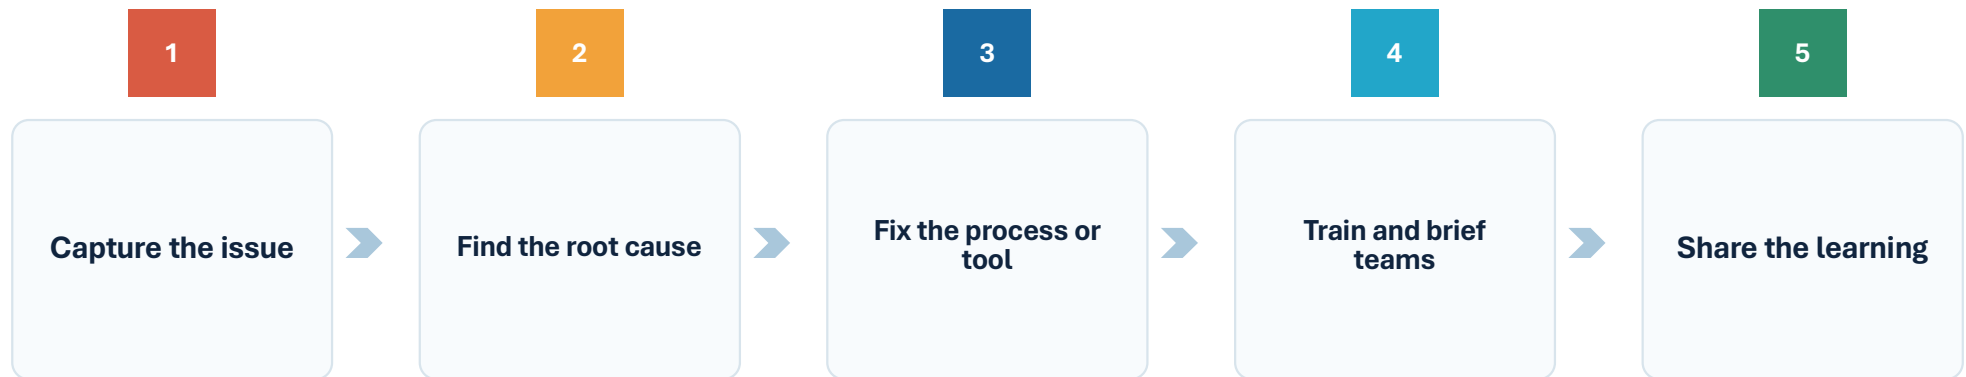 1
2
3
4
5
Capture the issue
Find the root cause
Fix the process or
tool
Train and brief
teams
Share the learning